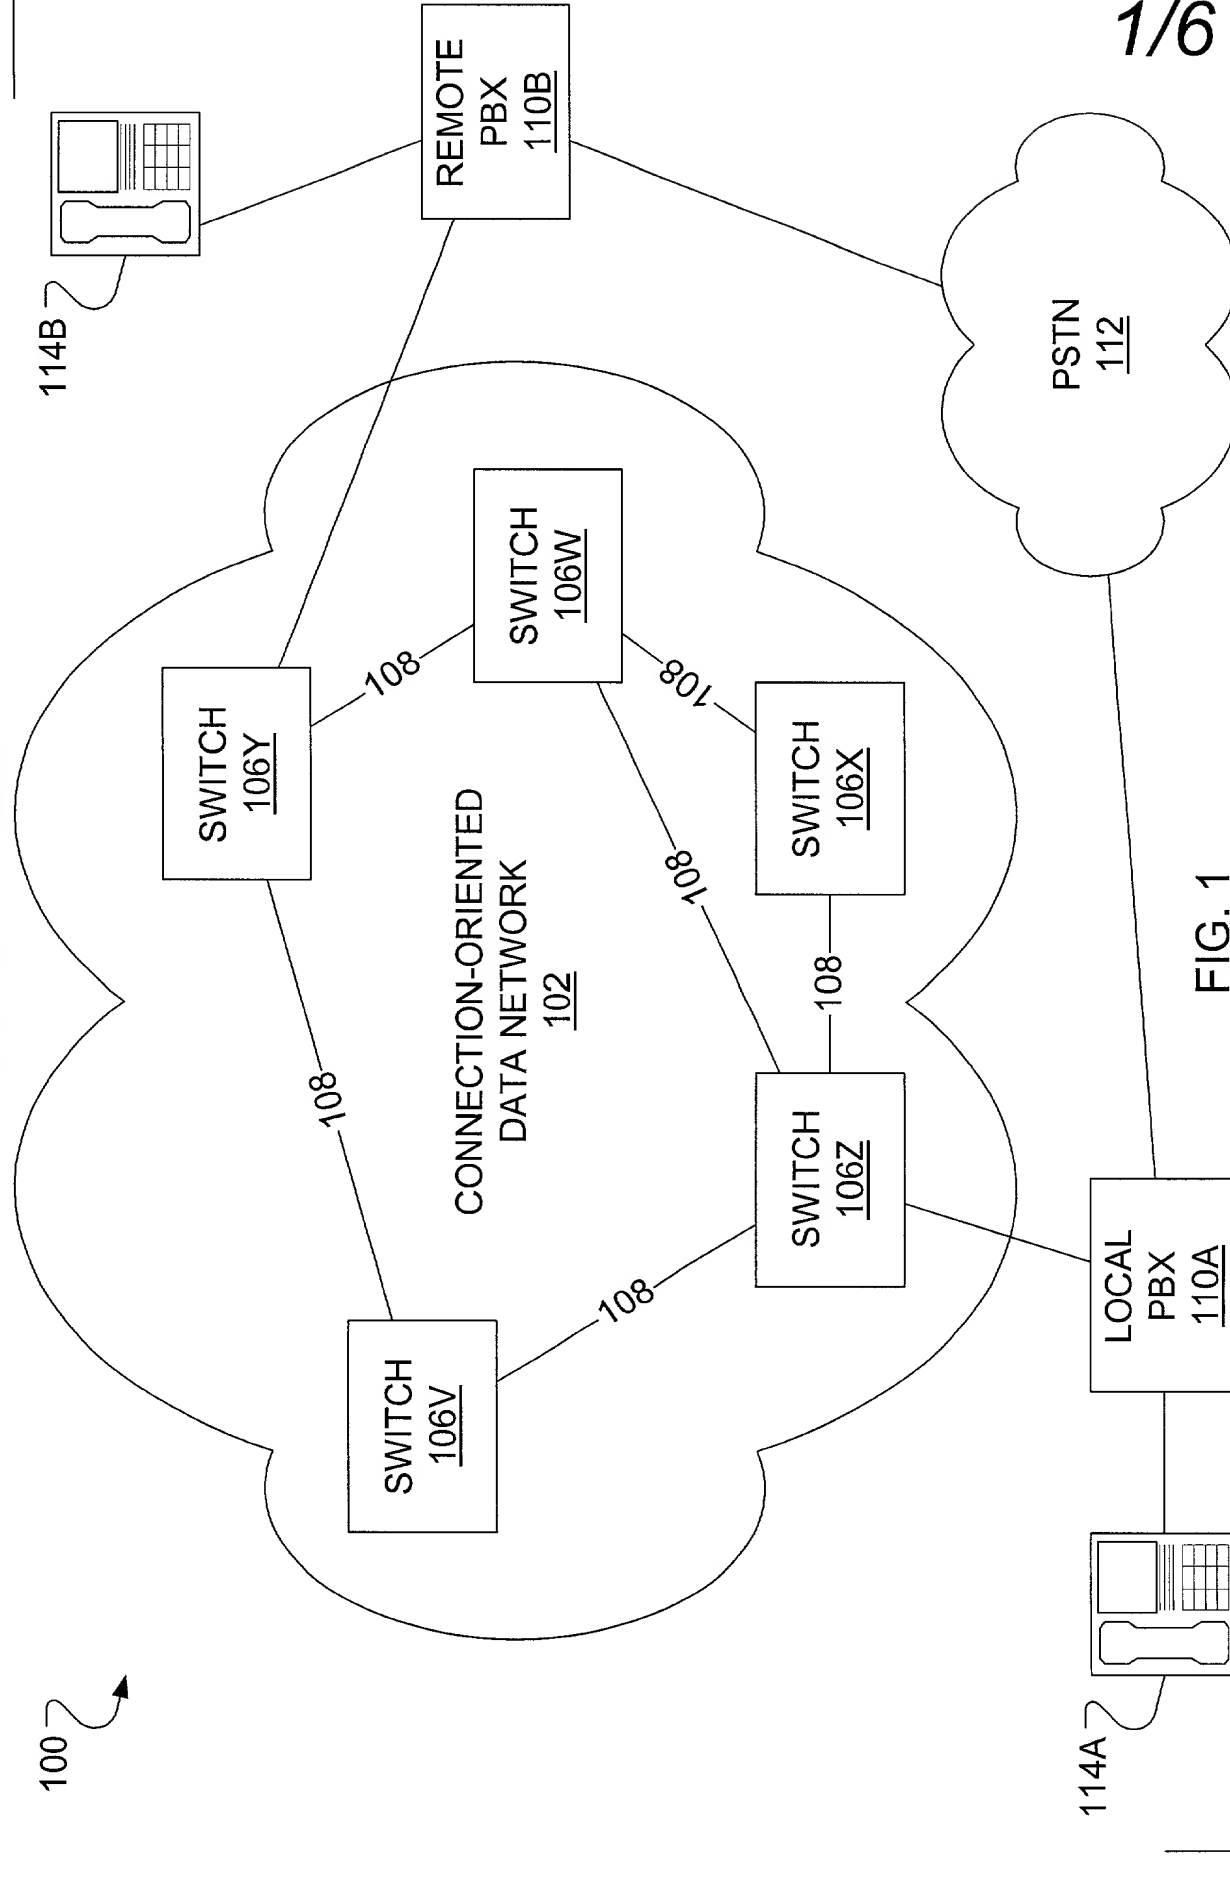 1/6
100
114B
REMOTE
PBX
110B
SWITCH
106Y
108
108
SWITCH
106V
CONNECTION-ORIENTED
DATA NETWORK
102
SWITCH
106W
108
108
108
SWITCH
106Z
108
SWITCH
106X
PSTN
112
114A
LOCAL
PBX
110A
FIG. 1